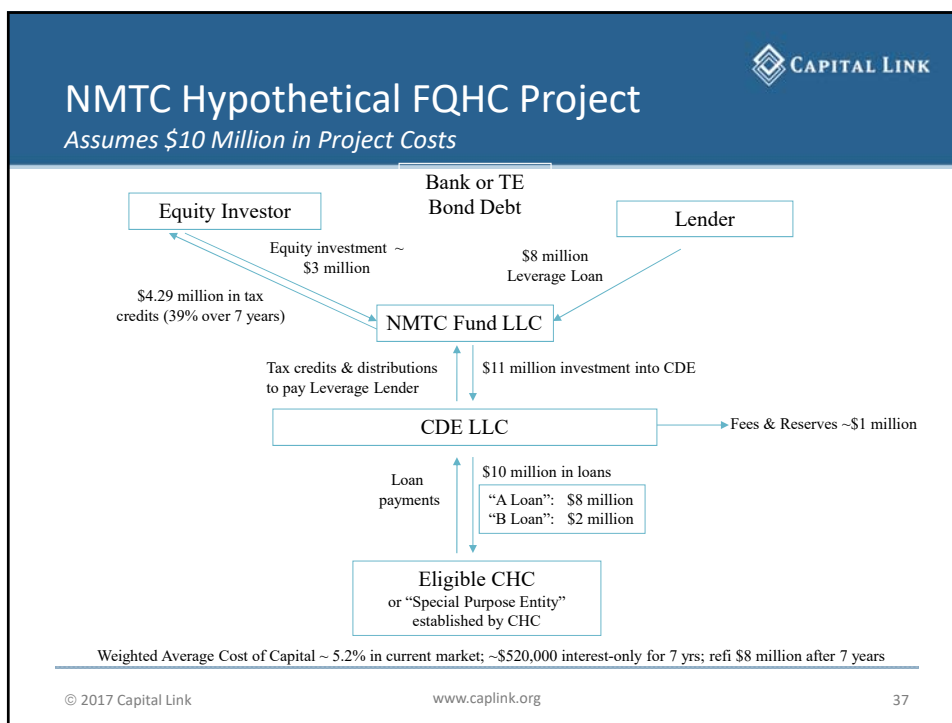 CAPITAL LINK
NMTC Hypothetical FQHC Project
Assumes $10 Million in Project Costs
Bank or TE
Bond Debt
Equity Investor
Lender
Equity investment ~
$3 million
$8 million
Leverage Loan
$4.29 million in tax
credits (39% over 7 years)
NMTC Fund LLC
Tax credits & distributions
to pay Leverage Lender
$11 million investment into CDE
CDE LLC
Fees & Reserves ~$1 million
Loan
payments
$10 million in loans
“A Loan”: $8 million
“B Loan”: $2 million
Eligible CHC
or “Special Purpose Entity”
established by CHC
Weighted Average Cost of Capital ~ 5.2% in current market; ~$520,000 interest-only for 7 yrs; refi $8 million after 7 years
© 2017 Capital Link
www.caplink.org
37